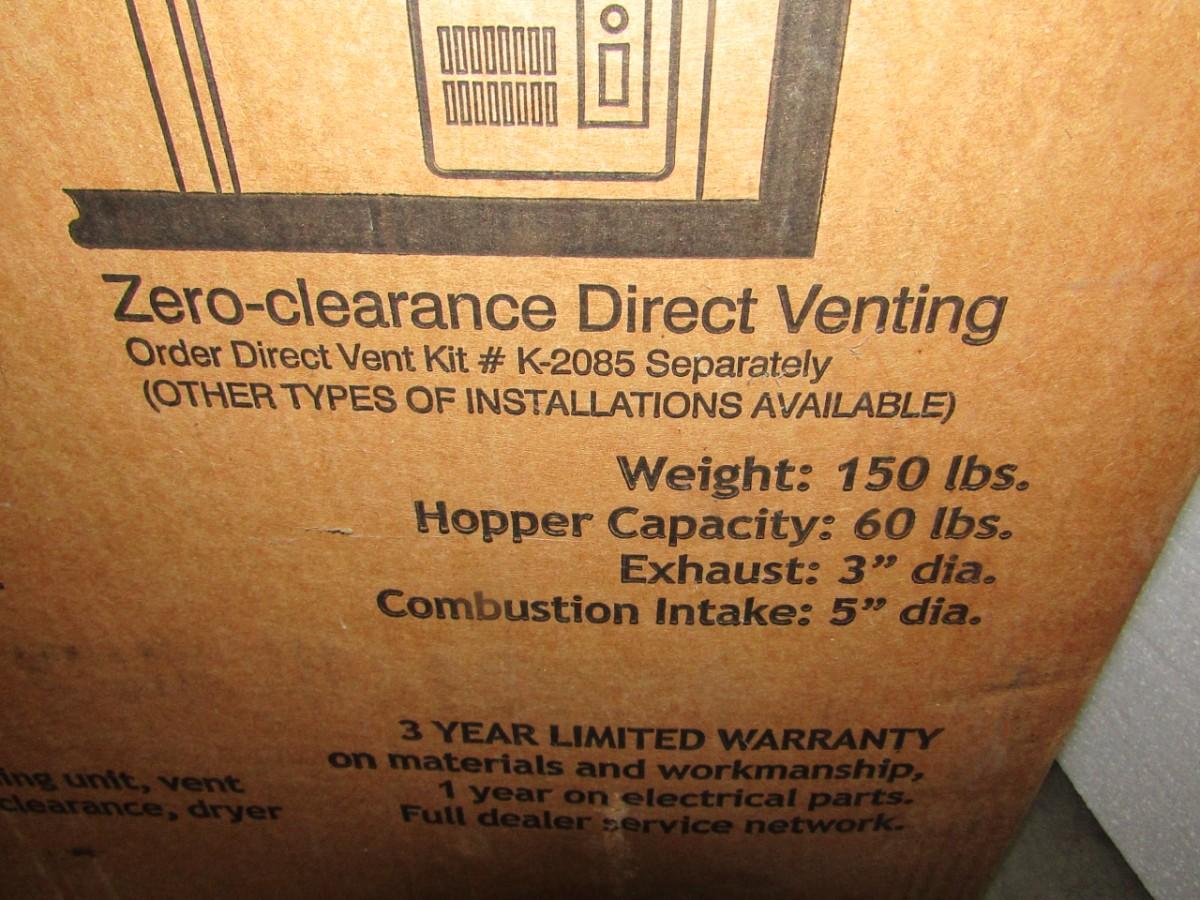 Zero-clearance Direct Venting
Order Direct Vent Kit # K-2085 Separately
(OTHER TYPES OF INSTALLATIONS AVAILABLE)
Weight: 150 lbs.
Hopper Capacity: 60 lbs.
Exhaust: 3” dia.
Combustion Intake: 5” dia.
3 YEAR LIMITED WARRANTY
on materials and workmanship,
1 year on electrical parts.
Full dealer service network.
unit, vent
clearance, dryer